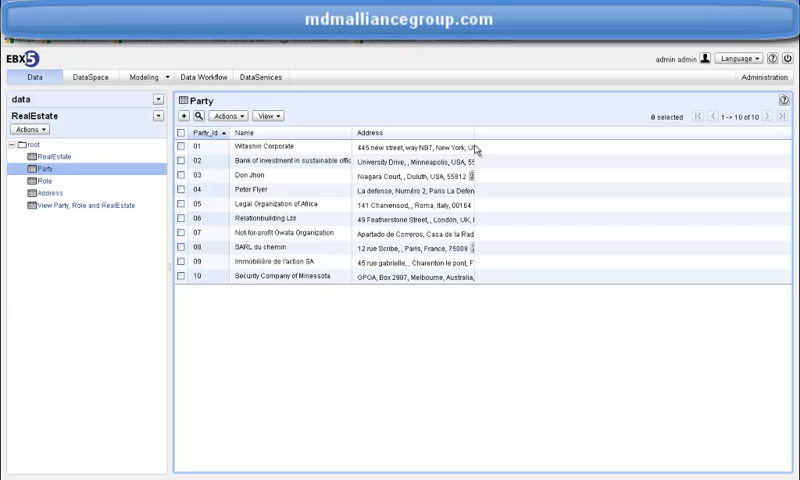 mdmalliancegroup.com
EBX5
admin admin Language
Data DataSpace Modeling Data Workflow DataServices Administration
data
RealEstate
Actions
root
RealEstate
Party
Role
Address
View Party, Role and RealEstate
Party
Actions View 0 selected 1 -> 10 of 10
Party_Id Name Address
01 Witashin Corporate 445 new street, way NB7, New York, U
02 Bank of investment in sustainable offic University Drive, , Minneapolis, USA, 55
03 Don Jhon Niagara Court, , Duluth, USA, 55812
04 Peter Flyer La defense, Numéro 2, Paris La Defen
05 Legal Organization of Africa 141 Charvensod, , Roma, Italy, 00164
06 Relationbuilding Ltd 49 Featherstone Street, , London, UK,
07 Not-for-profit Owata Organization Apartado de Correros, Casa de la Rad
08 SARL du chemin 12 rue Scribe, , Paris, France, 75009
09 Immobilière de l'action SA 45 rue gabrielle, , Charenton le pont, F
10 Security Company of Minessota GPOA, Box 2987, Melbourne, Australia,